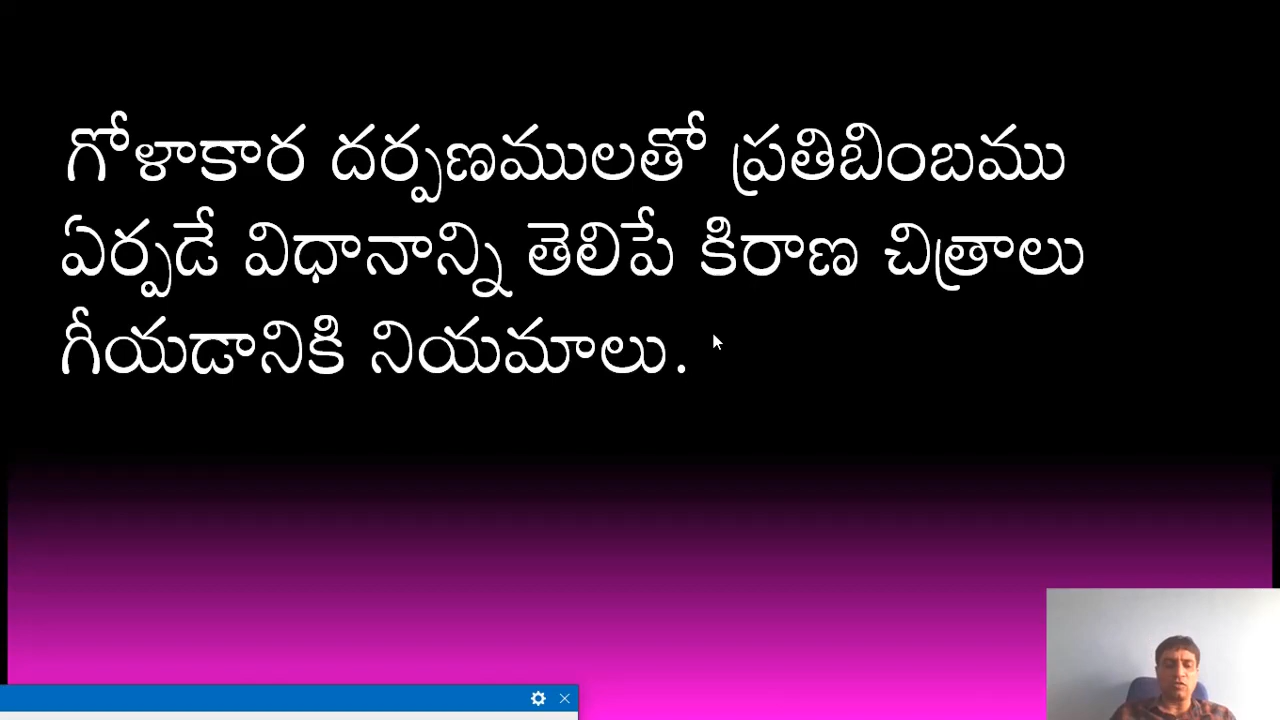 గోళాకార దర్పణములతో ప్రతిబింబము
ఏర్పడే విధానాన్ని తెలిపే కిరాణ చిత్రాలు
గీయడానికి నియమాలు.